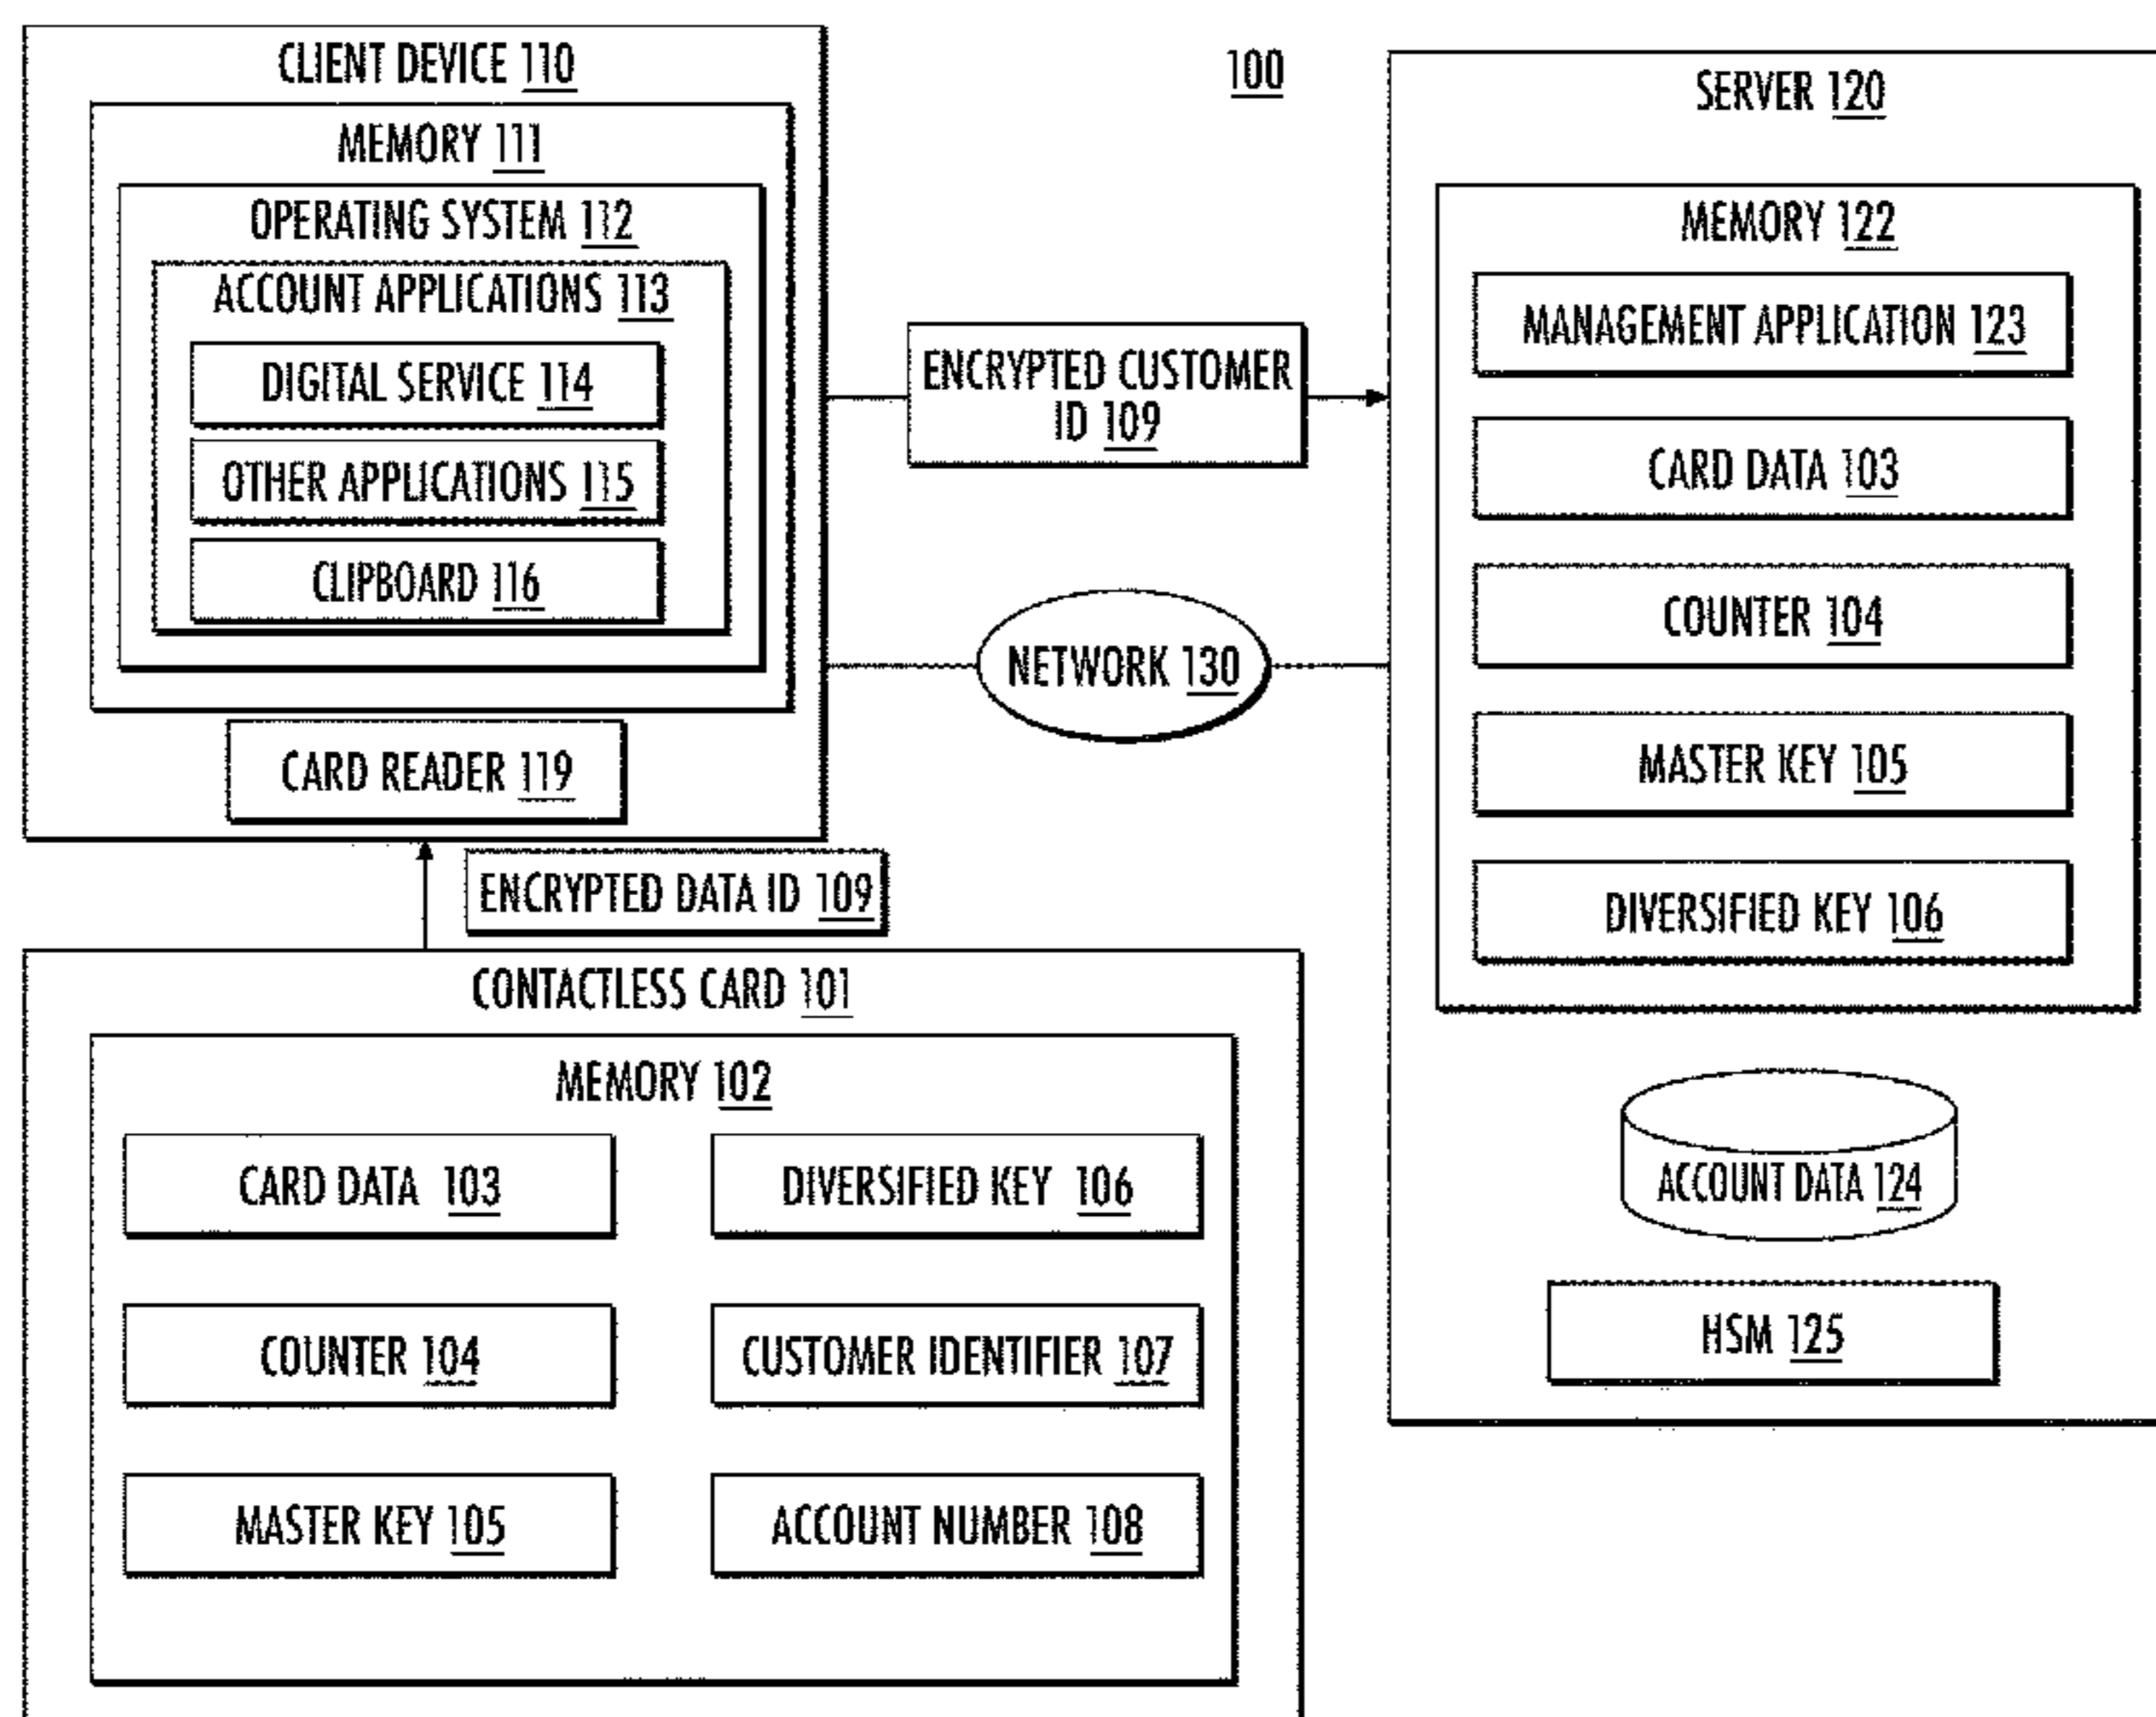 CLIENT DEVICE 110
MEMORY 111
OPERATING SYSTEM 112
ACCOUNT APPLICATIONS 113
DIGITAL SERVICE 114
OTHER APPLICATIONS 115
CLIPBOARD 116
CARD READER 119
100
ENCRYPTED CUSTOMER
ID 109
NETWORK 130
SERVER 120
MEMORY 122
MANAGEMENT APPLICATION 123
CARD DATA 103
COUNTER 104
MASTER KEY 105
DIVERSIFIED KEY 106
ACCOUNT DATA 124
HSM 125
ENCRYPTED DATA ID 109
CONTACTLESS CARD 101
MEMORY 102
CARD DATA 103
DIVERSIFIED KEY 106
COUNTER 104
CUSTOMER IDENTIFIER 107
MASTER KEY 105
ACCOUNT NUMBER 108